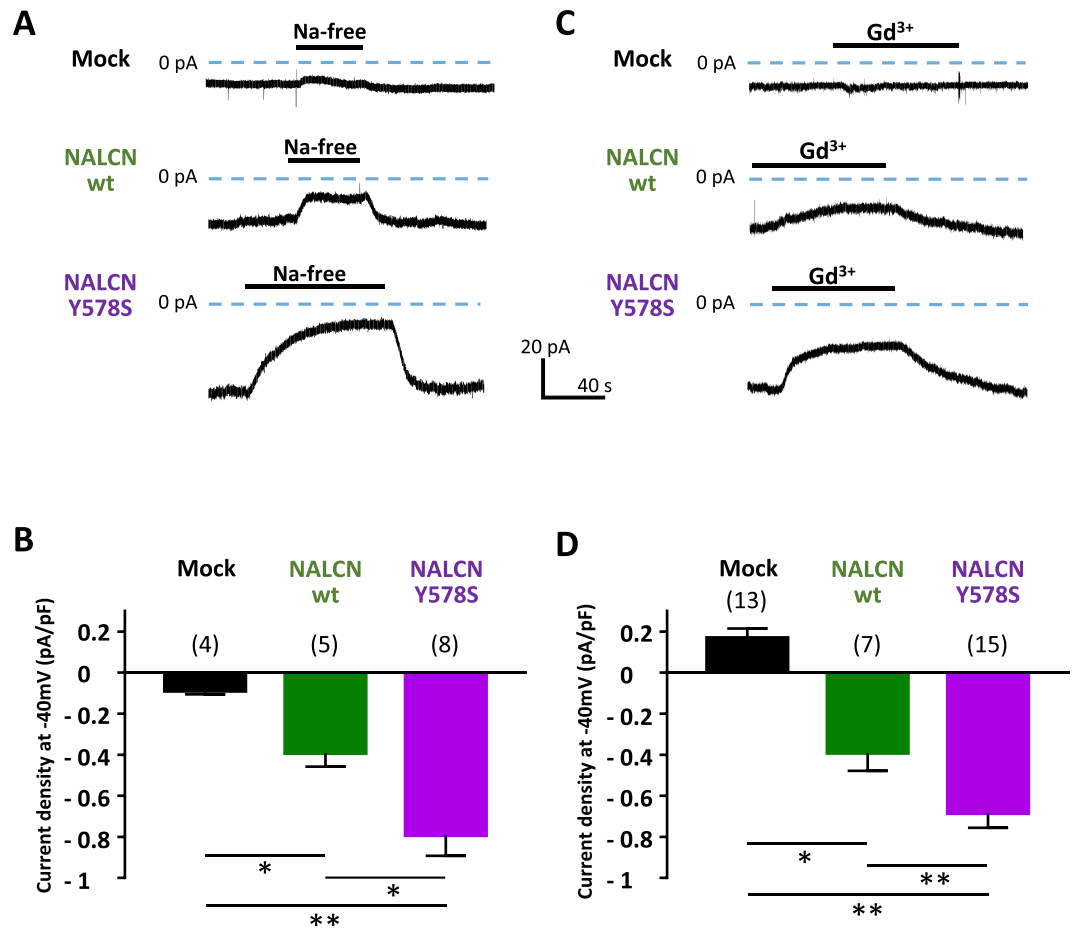 A
Na-free
Mock
0 pA
NALCN
wt
Na-free
0 pA
NALCN
Y578S
Na-free
0 pA
20 pA
40 s
C
Gd3+
Mock
0 pA
NALCN
wt
Gd3+
0 pA
NALCN
Y578S
Gd3+
0 pA
B
Mock
NALCN
wt
NALCN
Y578S
(4)
(5)
(8)
Current density at -40mV (pA/pF)
0.2
0
- 0.2
- 0.4
- 0.6
- 0.8
- 1
*
*
**
D
Mock
(13)
NALCN
wt
(7)
NALCN
Y578S
(15)
Current density at -40mV (pA/pF)
0.2
0
- 0.2
- 0.4
- 0.6
- 0.8
- 1
*
**
**